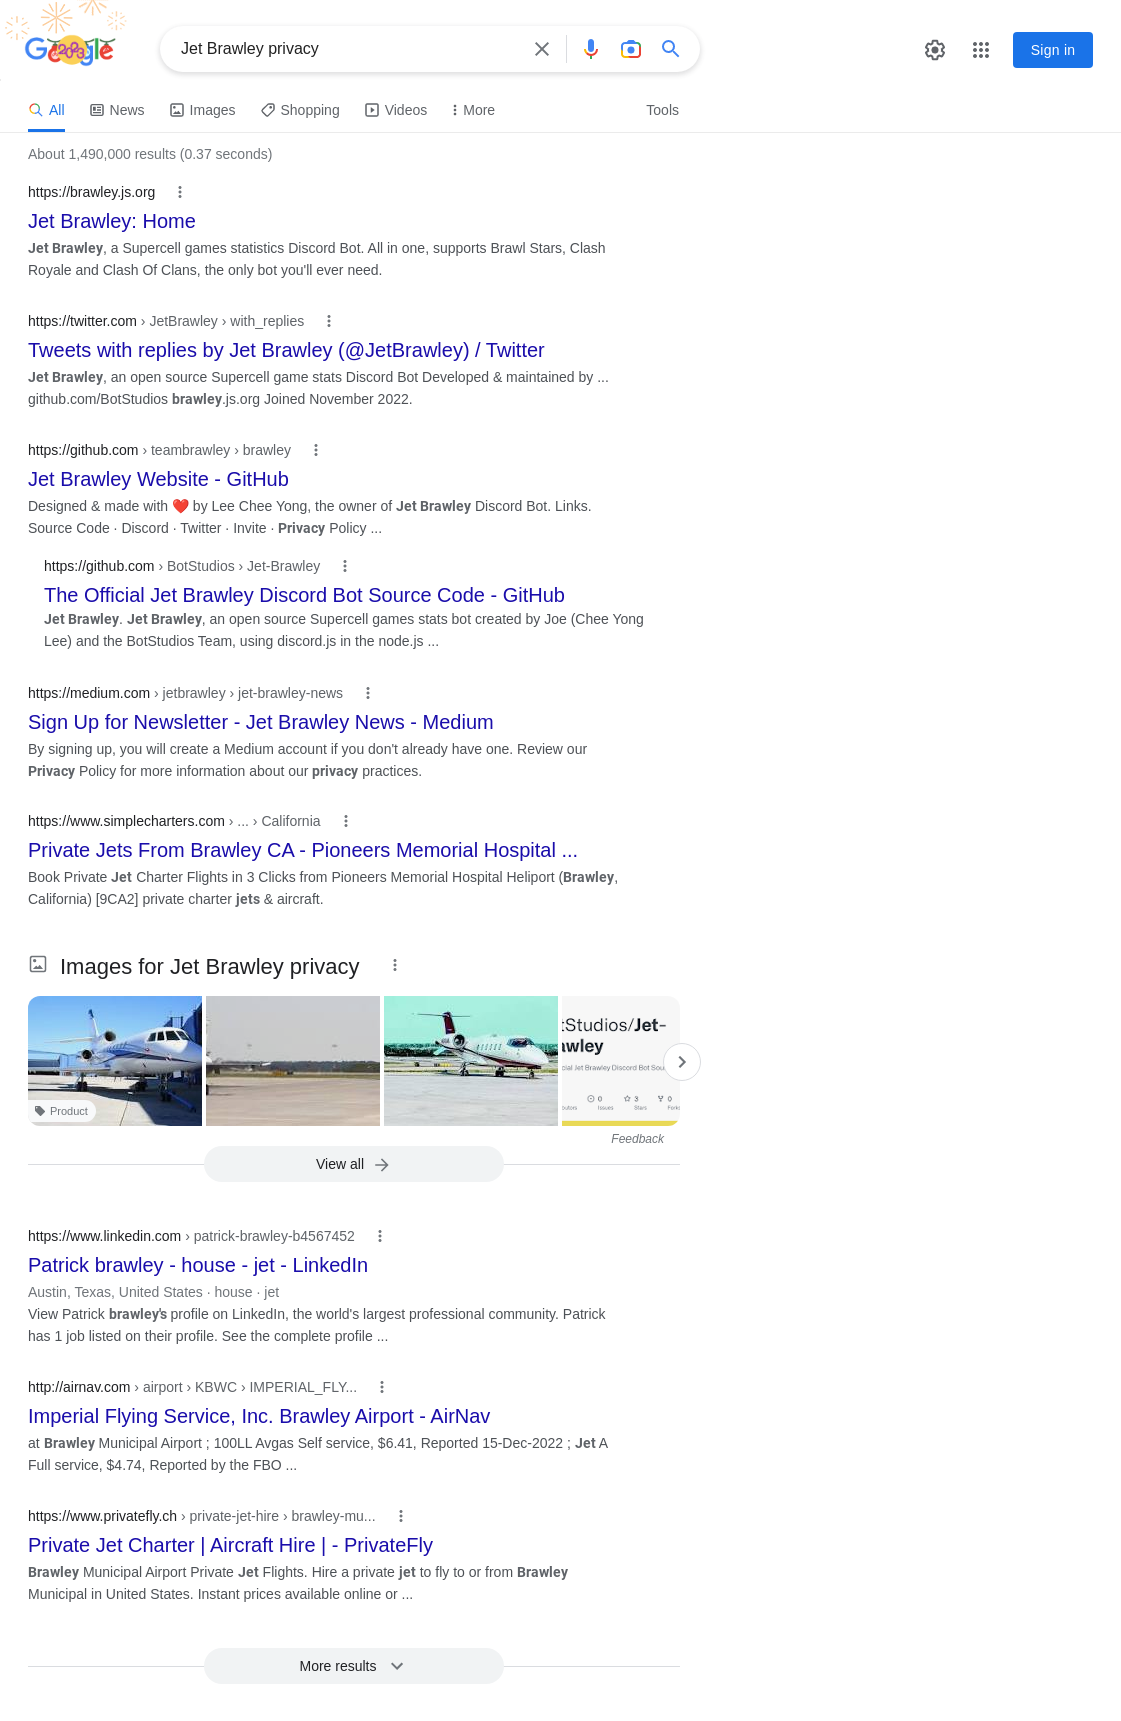 Google
2023
Jet Brawley privacy
Sign in
All
News
Images
Shopping
Videos
More
Tools
About 1,490,000 results (0.37 seconds)
https://brawley.js.org
Jet Brawley: Home
Jet Brawley, a Supercell games statistics Discord Bot. All in one, supports Brawl Stars, Clash
Royale and Clash Of Clans, the only bot you'll ever need.
https://twitter.com › JetBrawley › with_replies
Tweets with replies by Jet Brawley (@JetBrawley) / Twitter
Jet Brawley, an open source Supercell game stats Discord Bot Developed & maintained by ...
github.com/BotStudios brawley.js.org Joined November 2022.
https://github.com › teambrawley › brawley
Jet Brawley Website - GitHub
Designed & made with ❤️ by Lee Chee Yong, the owner of Jet Brawley Discord Bot. Links.
Source Code · Discord · Twitter · Invite · Privacy Policy ...
https://github.com › BotStudios › Jet-Brawley
The Official Jet Brawley Discord Bot Source Code - GitHub
Jet Brawley. Jet Brawley, an open source Supercell games stats bot created by Joe (Chee Yong
Lee) and the BotStudios Team, using discord.js in the node.js ...
https://medium.com › jetbrawley › jet-brawley-news
Sign Up for Newsletter - Jet Brawley News - Medium
By signing up, you will create a Medium account if you don't already have one. Review our
Privacy Policy for more information about our privacy practices.
https://www.simplecharters.com › ... › California
Private Jets From Brawley CA - Pioneers Memorial Hospital ...
Book Private Jet Charter Flights in 3 Clicks from Pioneers Memorial Hospital Heliport (Brawley,
California) [9CA2] private charter jets & aircraft.
Images for Jet Brawley privacy
tStudios/Jet-
awley
cial Jet Brawley Discord Bot Sou
0
3
0
butors
Issues
Stars
Forks
Product
Feedback
View all
https://www.linkedin.com › patrick-brawley-b4567452
Patrick brawley - house - jet - LinkedIn
Austin, Texas, United States · house · jet
View Patrick brawley's profile on LinkedIn, the world's largest professional community. Patrick
has 1 job listed on their profile. See the complete profile ...
http://airnav.com › airport › KBWC › IMPERIAL_FLY...
Imperial Flying Service, Inc. Brawley Airport - AirNav
at Brawley Municipal Airport ; 100LL Avgas Self service, $6.41, Reported 15-Dec-2022 ; Jet A
Full service, $4.74, Reported by the FBO ...
https://www.privatefly.ch › private-jet-hire › brawley-mu...
Private Jet Charter | Aircraft Hire | - PrivateFly
Brawley Municipal Airport Private Jet Flights. Hire a private jet to fly to or from Brawley
Municipal in United States. Instant prices available online or ...
More results